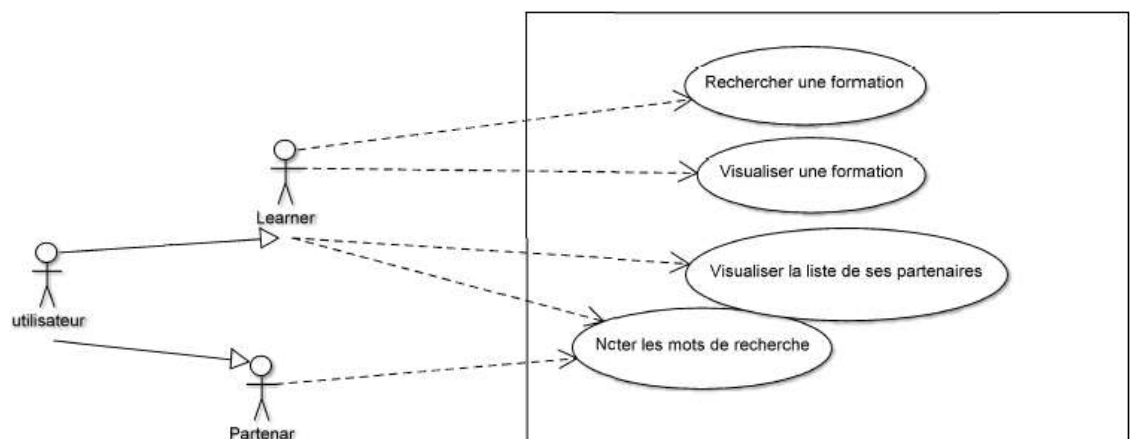 Rechercher une formation
Visualiser une formation
Learner
Visualiser la liste de ses partenaires
utilisateur
Ncter les mots de recherche
Partenar